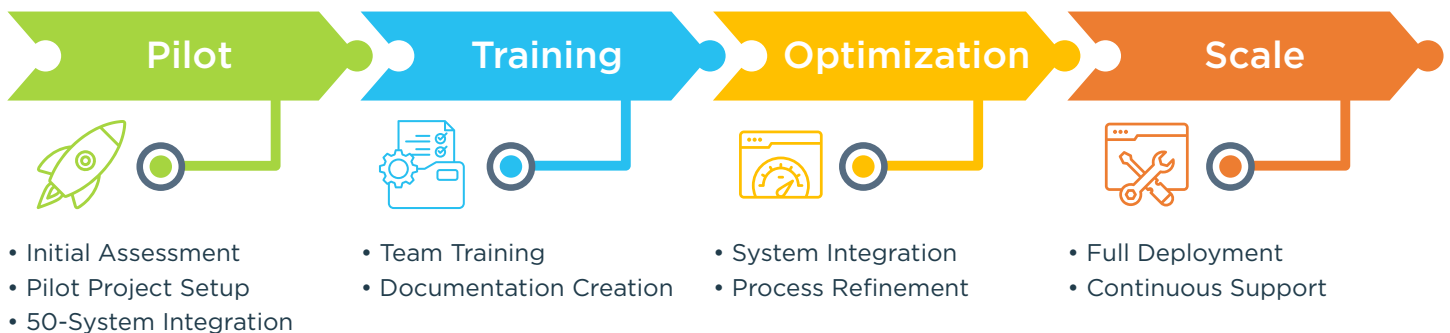 Pilot
Training
Optimization
Scale
• Initial Assessment
• Pilot Project Setup
• 50-System Integration
• Team Training
• Documentation Creation
• System Integration
• Process Refinement
• Full Deployment
• Continuous Support